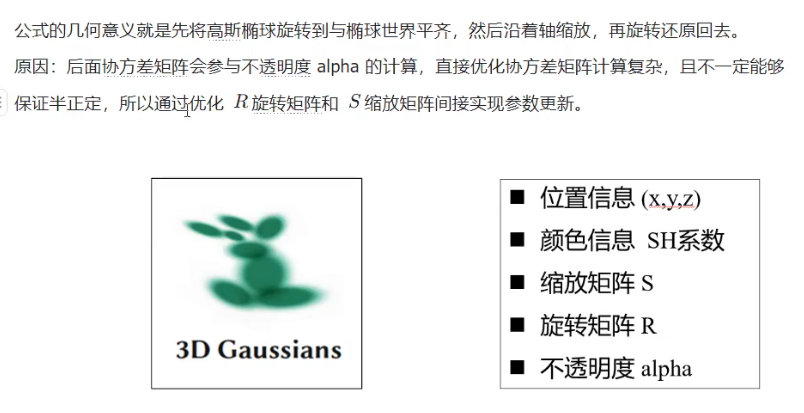 公式的几何意义就是先将高斯椭球旋转到与椭球世界平齐，然后沿着轴缩放，再旋转还原回去。
原因：后面协方差矩阵会参与不透明度 alpha 的计算，直接优化协方差矩阵计算复杂，且不一定能够
保证半正定，所以通过优化 R 旋转矩阵和 S 缩放矩阵间接实现参数更新。
3D Gaussians
■ 位置信息 (x,y,z)
■ 颜色信息 SH系数
■ 缩放矩阵 S
■ 旋转矩阵 R
■ 不透明度 alpha